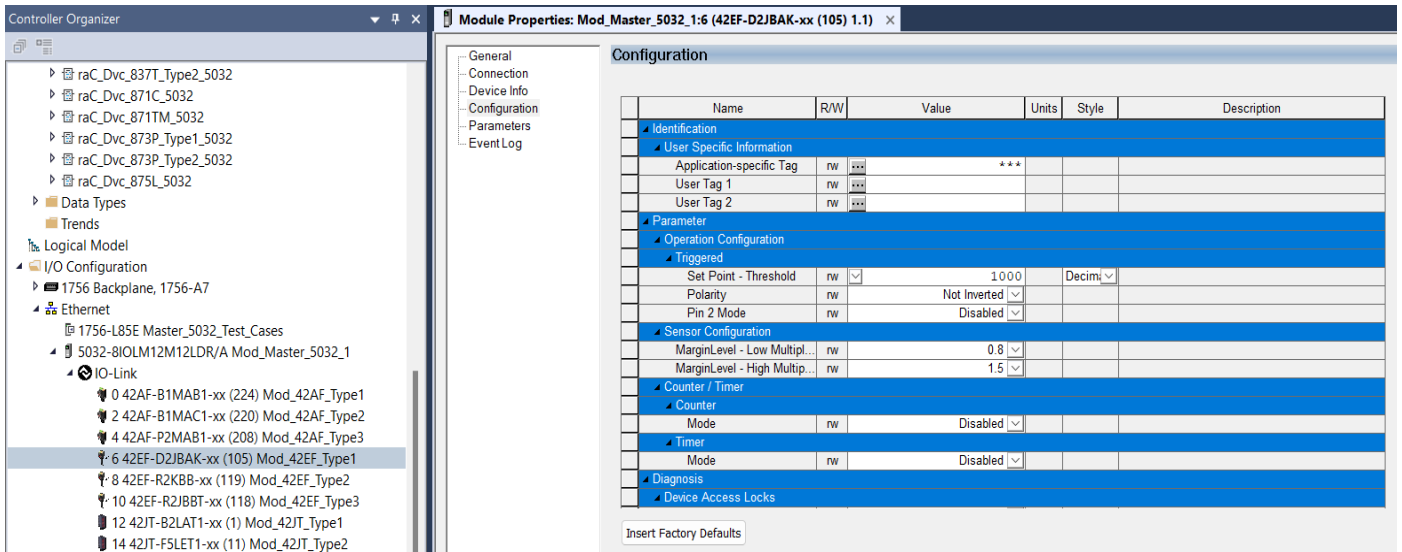 Controller Organizer
raC_Dvc_837T_Type2_5032
raC_Dvc_871C_5032
raC_Dvc_871TM_5032
raC_Dvc_873P_Type1_5032
raC_Dvc_873P_Type2_5032
raC_Dvc_875L_5032
Data Types
Trends
Logical Model
I/O Configuration
1756 Backplane, 1756-A7
Ethernet
1756-L85E Master_5032_Test_Cases
5032-8IOLM12M12LDR/A Mod_Master_5032_1
IO-Link
0 42AF-B1MAB1-xx (224) Mod_42AF_Type1
2 42AF-B1MAC1-xx (220) Mod_42AF_Type2
4 42AF-P2MAB1-xx (208) Mod_42AF_Type3
6 42EF-D2JBAK-xx (105) Mod_42EF_Type1
8 42EF-R2KBB-xx (119) Mod_42EF_Type2
10 42EF-R2JBBT-xx (118) Mod_42EF_Type3
12 42JT-B2LAT1-xx (1) Mod_42JT_Type1
14 42JT-F5LET1-xx (11) Mod_42JT_Type2
Module Properties: Mod_Master_5032_1:6 (42EF-D2JBAK-xx (105) 1.1) ×
General
Connection
Device Info
Configuration
Parameters
Event Log
Configuration
Name R/W Value Units Style Description
Identification
User Specific Information
Application-specific Tag rw ... ***
User Tag 1 rw ...
User Tag 2 rw ...
Parameter
Operation Configuration
Triggered
Set Point - Threshold rw 1000 Decima
Polarity rw Not Inverted
Pin 2 Mode rw Disabled
Sensor Configuration
MarginLevel - Low Multipl... rw 0.8
MarginLevel - High Multip... rw 1.5
Counter / Timer
Counter
Mode rw Disabled
Timer
Mode rw Disabled
Diagnosis
Device Access Locks
Insert Factory Defaults